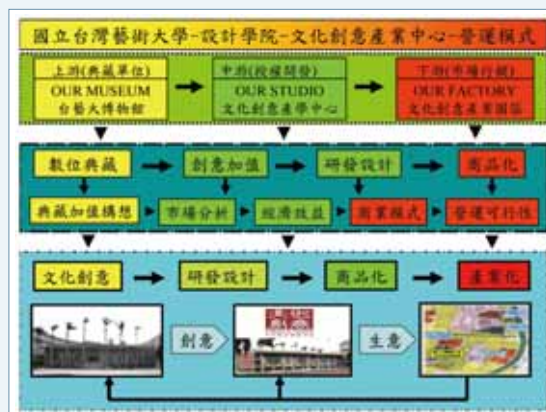 國立台灣藝術大學-設計學院-文化創意產業中心-營運模式
上游(典藏單位)
OUR MUSEUM
台藝大博物館
中游(授權開發)
OUR STUDIO
文化創意產學中心
下游(市場行銷)
OUR FACTORY
文化創意產業園區
數位典藏
創意加值
研發設計
商品化
典藏加值構想
市場分析
經濟效益
商業模式
營運可行性
文化創意
研發設計
商品化
產業化
創意
生意